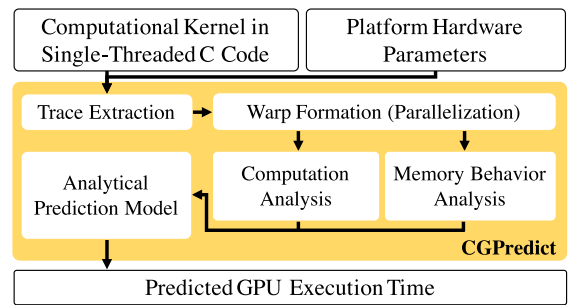 Computational Kernel in
Single-Threaded C Code
Platform Hardware
Parameters
Trace Extraction
Warp Formation (Parallelization)
Analytical
Prediction Model
Computation
Analysis
Memory Behavior
Analysis
CGPredict
Predicted GPU Execution Time